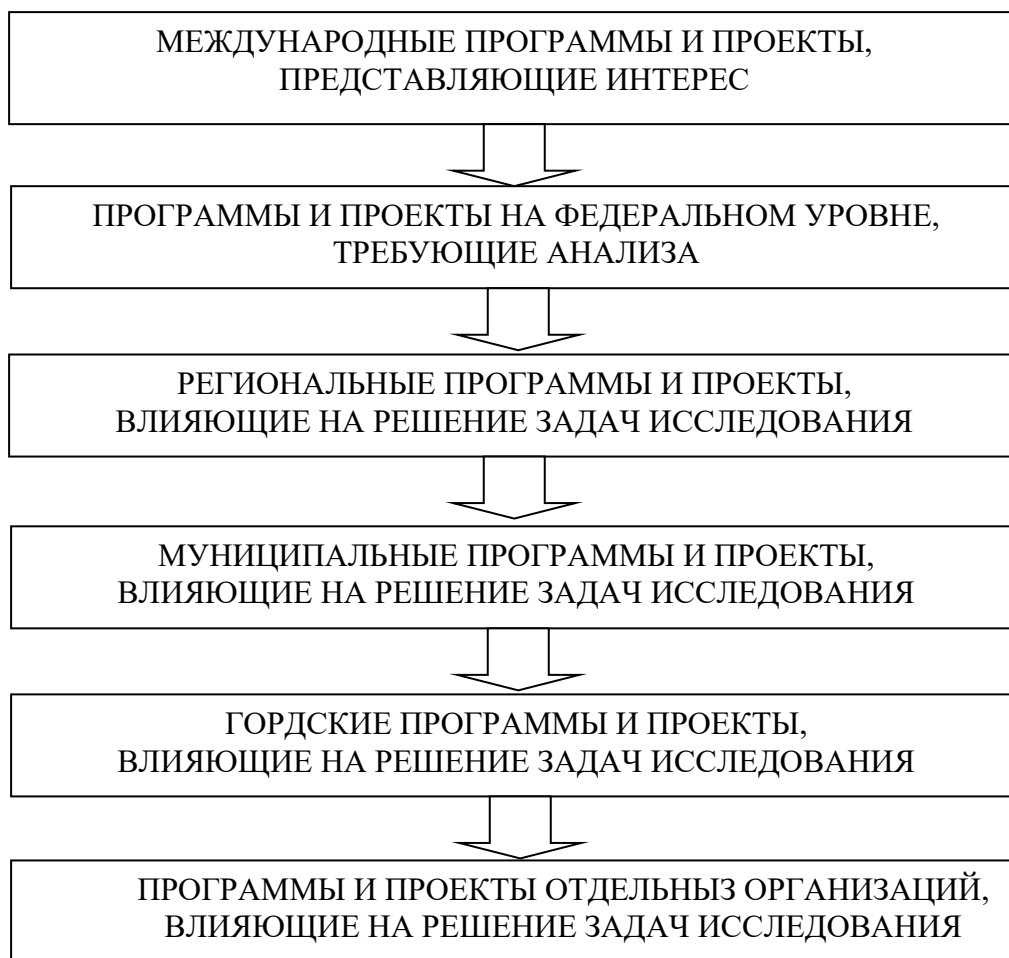 МЕЖДУНАРОДНЫЕ ПРОГРАММЫ И ПРОЕКТЫ,
ПРЕДСТАВЛЯЮЩИЕ ИНТЕРЕС
ПРОГРАММЫ И ПРОЕКТЫ НА ФЕДЕРАЛЬНОМ УРОВНЕ,
ТРЕБУЮЩИЕ АНАЛИЗА
РЕГИОНАЛЬНЫЕ ПРОГРАММЫ И ПРОЕКТЫ,
ВЛИЯЮЩИЕ НА РЕШЕНИЕ ЗАДАЧ ИССЛЕДОВАНИЯ
МУНИЦИПАЛЬНЫЕ ПРОГРАММЫ И ПРОЕКТЫ,
ВЛИЯЮЩИЕ НА РЕШЕНИЕ ЗАДАЧ ИССЛЕДОВАНИЯ
ГОРДСКИЕ ПРОГРАММЫ И ПРОЕКТЫ,
ВЛИЯЮЩИЕ НА РЕШЕНИЕ ЗАДАЧ ИССЛЕДОВАНИЯ
ПРОГРАММЫ И ПРОЕКТЫ ОТДЕЛЬНЫЗ ОРГАНИЗАЦИЙ,
ВЛИЯЮЩИЕ НА РЕШЕНИЕ ЗАДАЧ ИССЛЕДОВАНИЯ